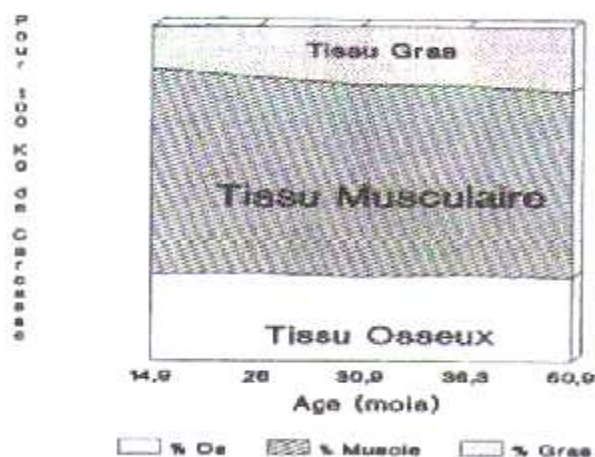 Pour 100 Kg de Carcasse
Tissu Gras
Tissu Musculaire
Tissu Osseux
14,9 26 30,9 36,3 60,9
Age (mois)
% Os % Muscle % Gras